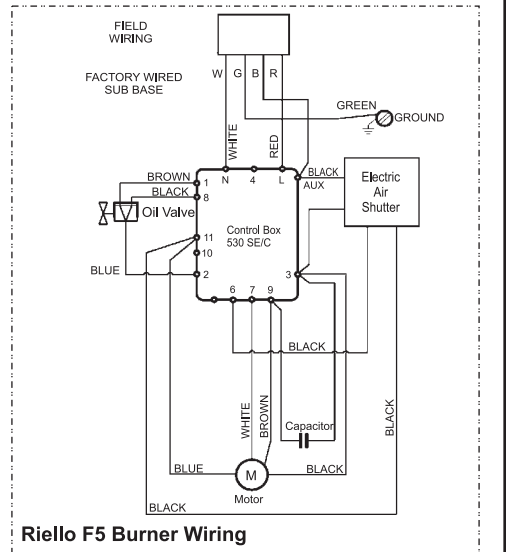 FIELD
WIRING
W G B R
FACTORY WIRED
SUB BASE
GREEN
GROUND
WHITE
RED
BROWN
BLACK
1
8
N 4 L
BLACK
AUX
Electric
Air
Shutter
Oil Valve
Control Box
530 SE/C
11
10
2
3
BLUE
6 7 9
BLACK
WHITE
BROWN
Capacitor
BLACK
BLUE
M
BLACK
Motor
BLACK
Riello F5 Burner Wiring